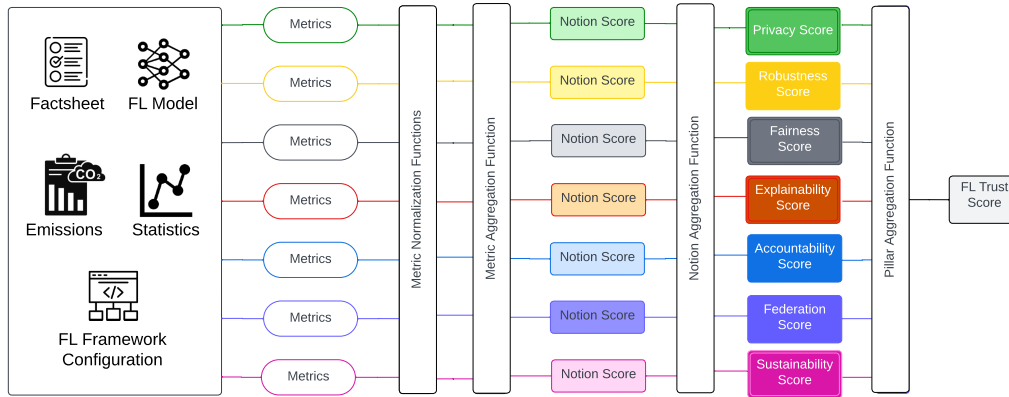 Factsheet
FL Model
CO₂
Emissions
Statistics
</>
FL Framework
Configuration
Metrics
Metrics
Metrics
Metrics
Metrics
Metrics
Metrics
Metric Normalization Functions
Metric Aggregation Function
Notion Score
Notion Score
Notion Score
Notion Score
Notion Score
Notion Score
Notion Score
Notion Aggregation Function
Privacy Score
Robustness
Score
Fairness
Score
Explainability
Score
Accountability
Score
Federation
Score
Sustainability
Score
Pillar Aggregation Function
FL Trust
Score